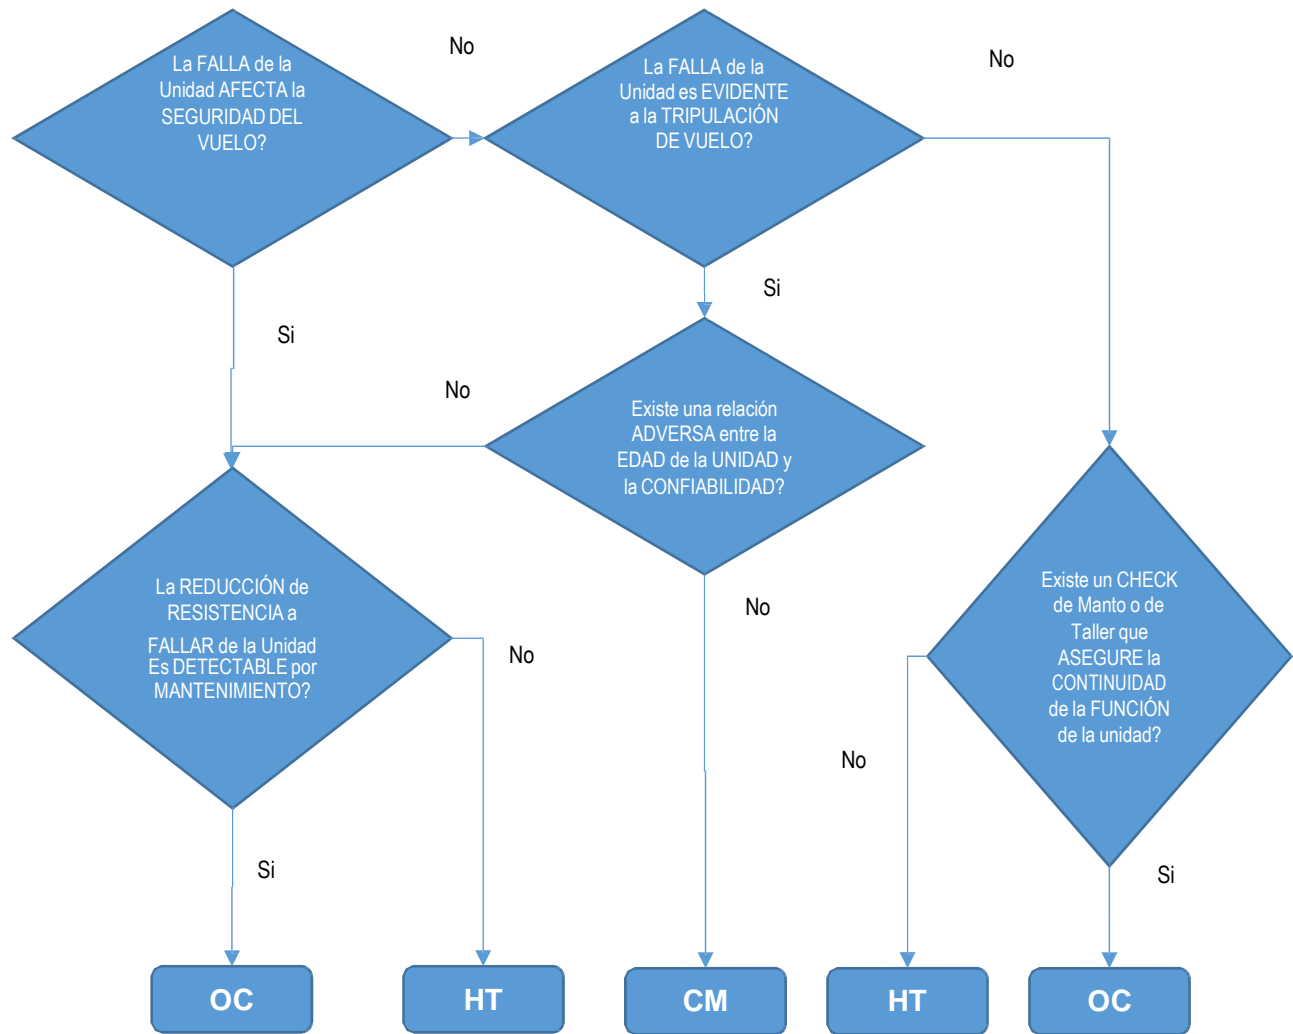 La FALLA de la
Unidad AFECTA la
SEGURIDAD DEL
VUELO?
No
La FALLA de la
Unidad es EVIDENTE
a la TRIPULACIÓN
DE VUELO?
No
Si
Si
No
Existe una relación
ADVERSA entre la
EDAD de la UNIDAD y
la CONFIABILIDAD?
La REDUCCIÓN de
RESISTENCIA a
FALLAR de la Unidad
Es DETECTABLE por
MANTENIMIENTO?
No
No
Existe un CHECK
de Manto o de
Taller que
ASEGURE la
CONTINUIDAD
de la FUNCIÓN
de la unidad?
No
Si
Si
OC
HT
CM
HT
OC